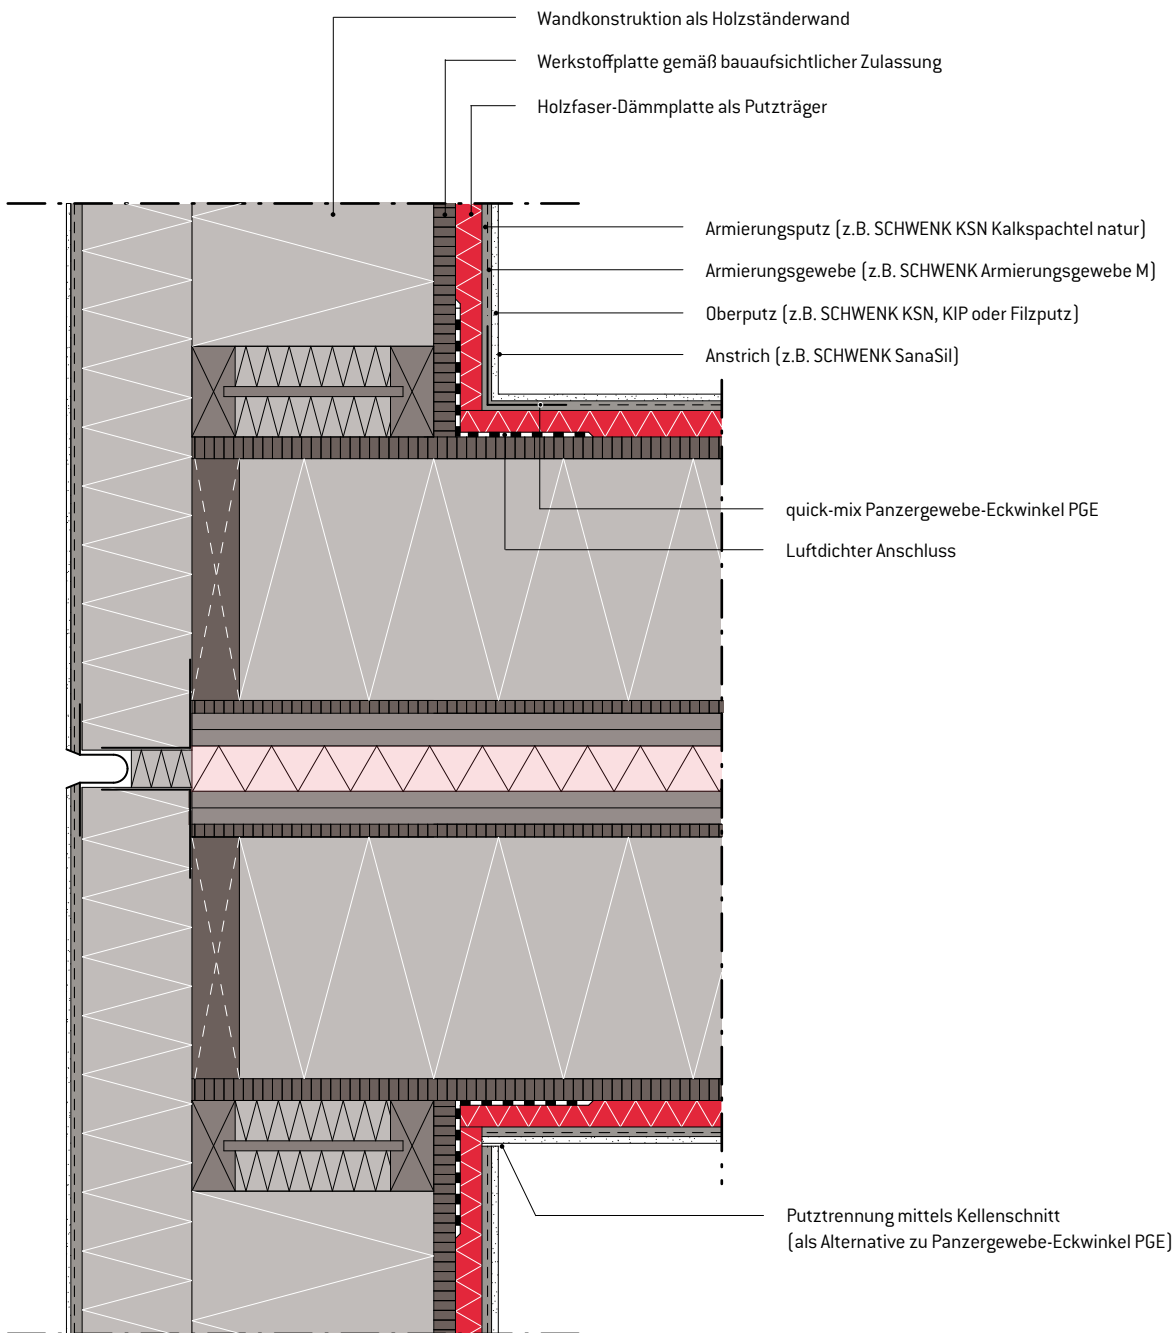 Wandkonstruktion als Holzständerwand
Werkstoffplatte gemäß bauaufsichtlicher Zulassung
Holzfaser-Dämmplatte als Putzträger
Armierungsputz (z.B. SCHWENK KSN Kalkspachtel natur)
Armierungsgewebe (z.B. SCHWENK Armierungsgewebe M)
Oberputz (z.B. SCHWENK KSN, KIP oder Filzputz)
Anstrich (z.B. SCHWENK SanaSil)
quick-mix Panzergewebe-Eckwinkel PGE
Luftdichter Anschluss
Putztrennung mittels Kellenschnitt
(als Alternative zu Panzergewebe-Eckwinkel PGE)